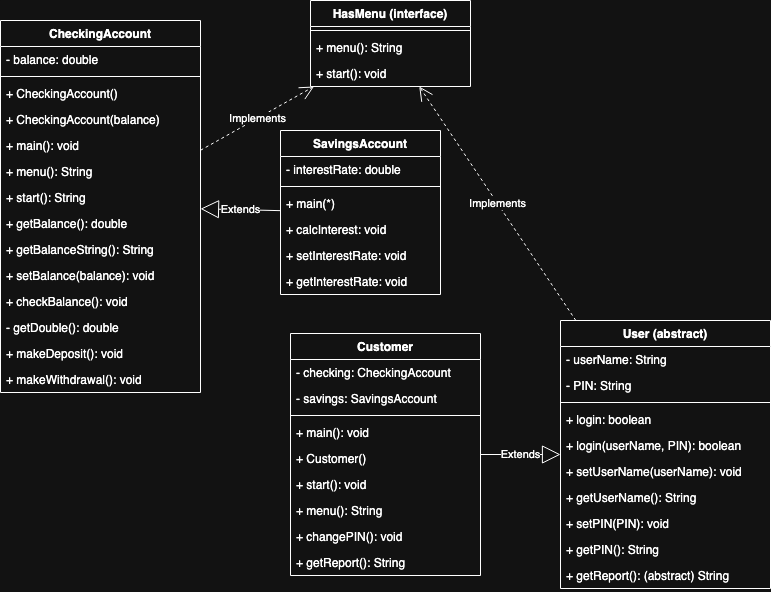 HasMenu (interface)
+ menu(): String
+ start(): void
CheckingAccount
- balance: double
+ CheckingAccount()
+ CheckingAccount(balance)
+ main(): void
+ menu(): String
+ start(): String
+ getBalance(): double
+ getBalanceString(): String
+ setBalance(balance): void
+ checkBalance(): void
- getDouble(): double
+ makeDeposit(): void
+ makeWithdrawal(): void
Implements
SavingsAccount
- interestRate: double
+ main(*)
+ calcInterest: void
+ setInterestRate: void
+ getInterestRate: void
Extends
Implements
Customer
- checking: CheckingAccount
- savings: SavingsAccount
+ main(): void
+ Customer()
+ start(): void
+ menu(): String
+ changePIN(): void
+ getReport(): String
Extends
User (abstract)
- userName: String
- PIN: String
+ login: boolean
+ login(userName, PIN): boolean
+ setUserName(userName): void
+ getUserName(): String
+ setPIN(PIN): void
+ getPIN(): String
+ getReport(): (abstract) String